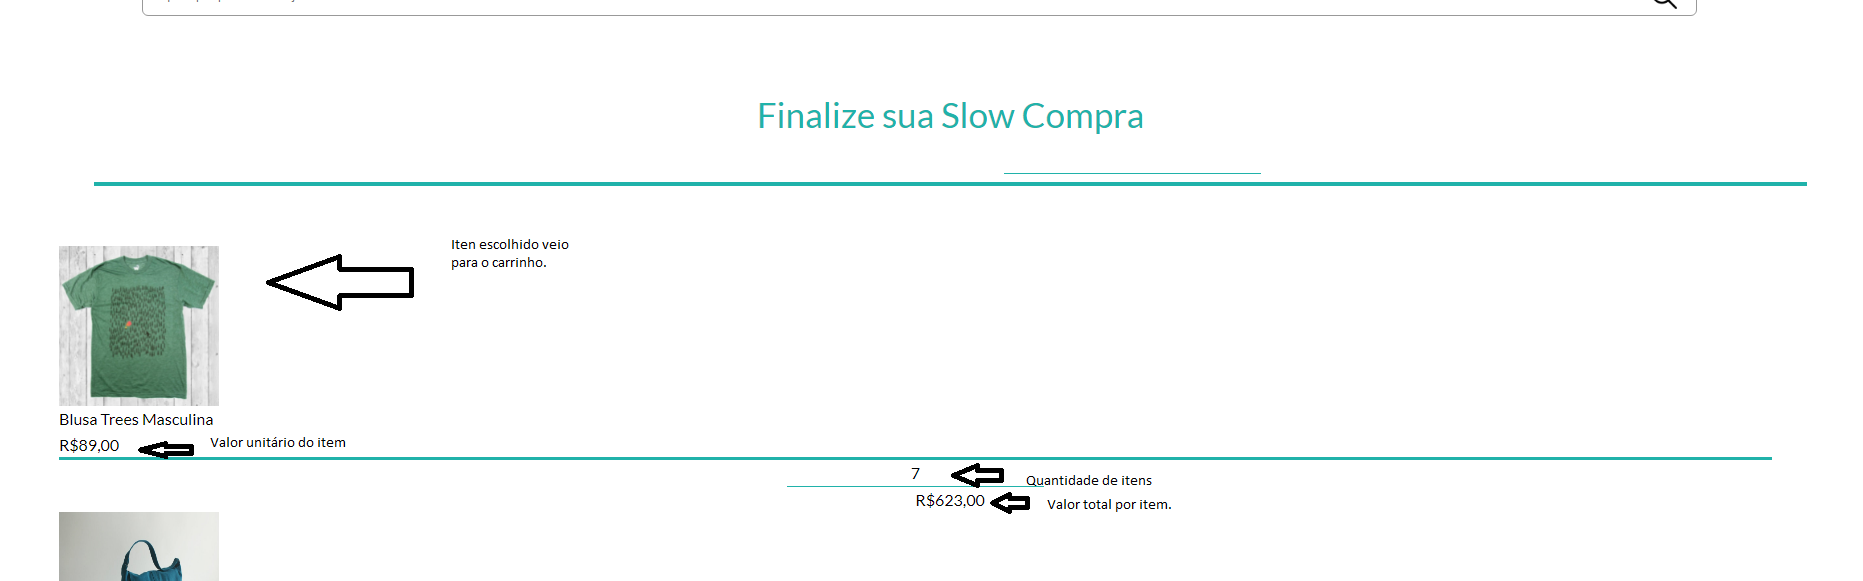 Finalize sua Slow Compra
Iten escolhido veio
para o carrinho.
Blusa Trees Masculina
R$89,00
Valor unitário do item
7
Quantidade de itens
R$623,00
Valor total por item.